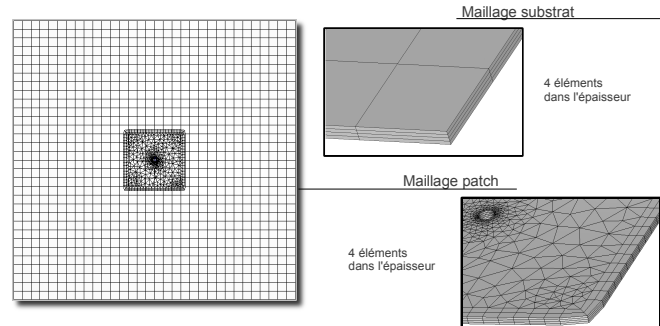 Maillage substrat
4 éléments
dans l'épaisseur
Maillage patch
4 éléments
dans l'épaisseur